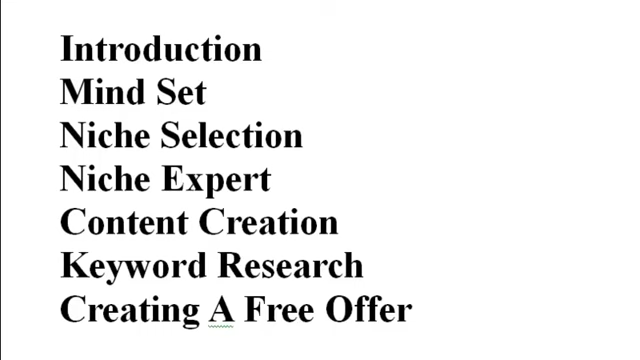 Introduction
Mind Set
Niche Selection
Niche Expert
Content Creation
Keyword Research
Creating A Free Offer